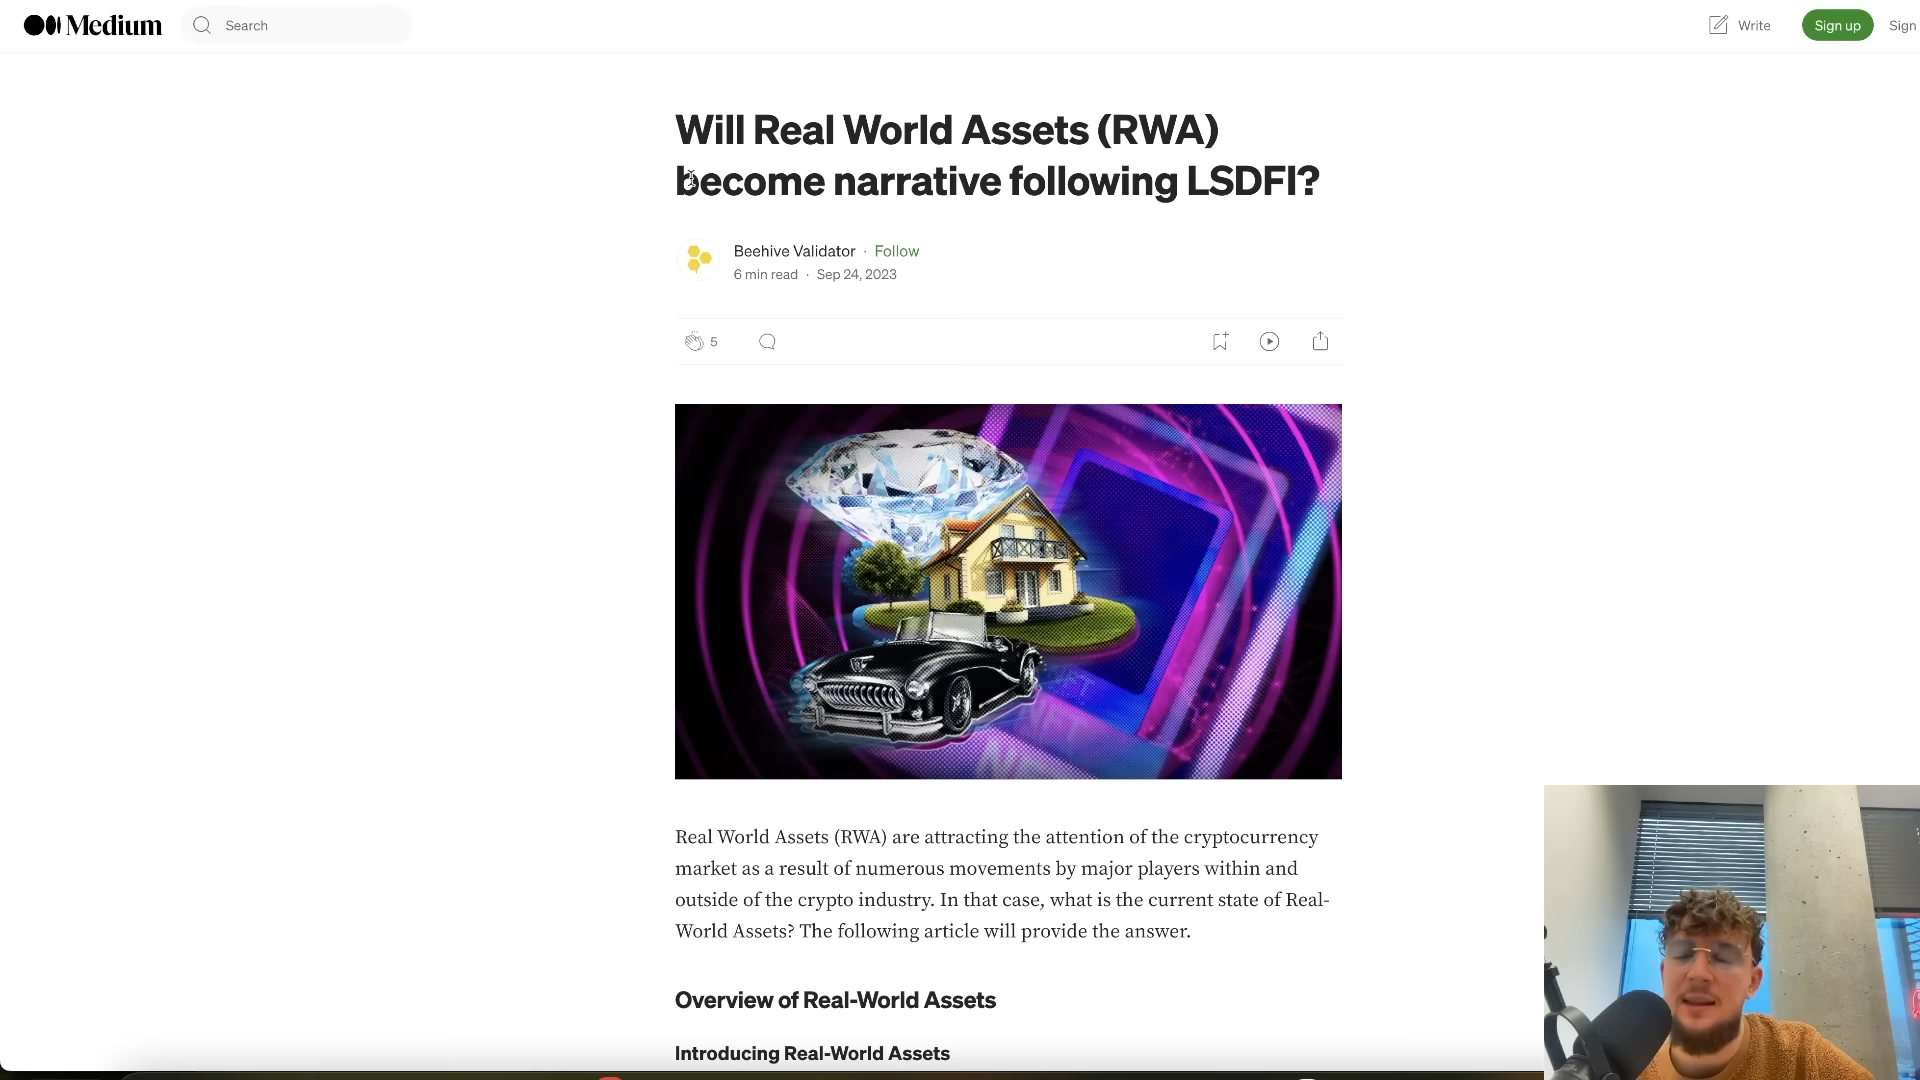 Medium
Search
Write
Sign up
Sign
Will Real World Assets (RWA)
become narrative following LSDFI?
Beehive Validator · Follow
6 min read · Sep 24, 2023
5
Real World Assets (RWA) are attracting the attention of the cryptocurrency
market as a result of numerous movements by major players within and
outside of the crypto industry. In that case, what is the current state of Real-
World Assets? The following article will provide the answer.
Overview of Real-World Assets
Introducing Real-World Assets